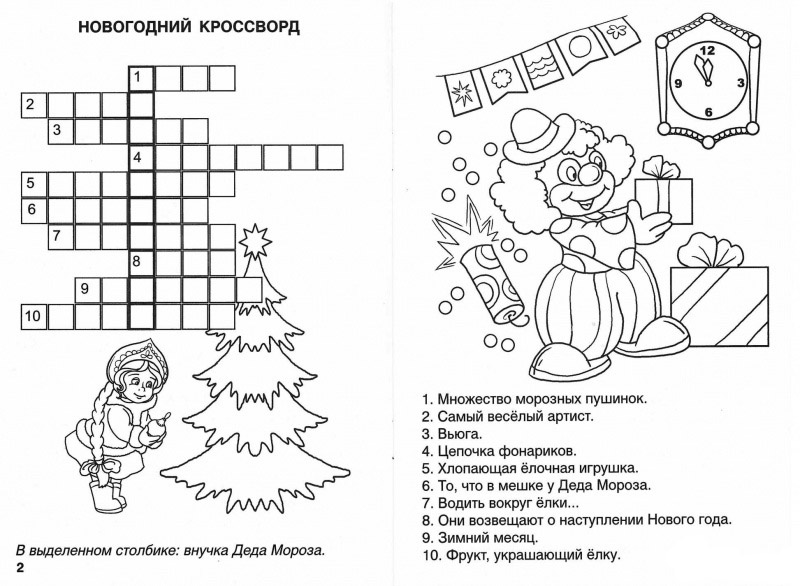 НОВОГОДНИЙ КРОССВОРД
1
2
3
4
5
6
7
8
9
10
В выделенном столбике: внучка Деда Мороза.
2
12
9
3
6
1. Множество морозных пушинок.
2. Самый весёлый артист.
3. Вьюга.
4. Цепочка фонариков.
5. Хлопающая ёлочная игрушка.
6. То, что в мешке у Деда Мороза.
7. Водить вокруг ёлки...
8. Они возвещают о наступлении Нового года.
9. Зимний месяц.
10. Фрукт, украшающий ёлку.